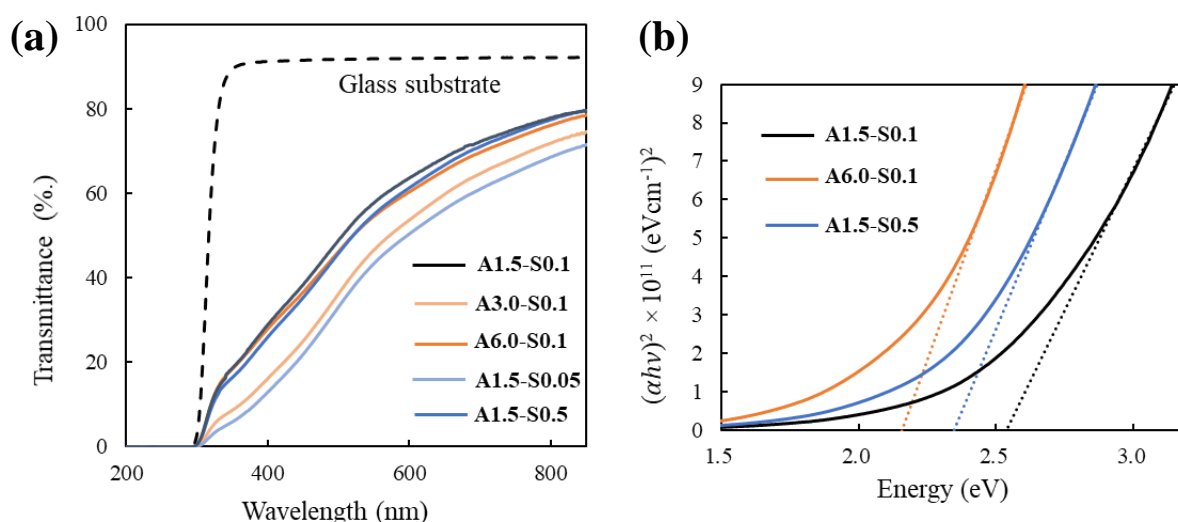 (a)
100
80
60
40
20
0
Transmittance (%.)
Glass substrate
A1.5-S0.1
A3.0-S0.1
A6.0-S0.1
A1.5-S0.05
A1.5-S0.5
200 400 600 800
Wavelength (nm)
(b)
9
8
7
6
5
4
3
2
1
0
(αhν)² × 10¹¹ (eVcm⁻¹)²
A1.5-S0.1
A6.0-S0.1
A1.5-S0.5
1.5 2.0 2.5 3.0
Energy (eV)